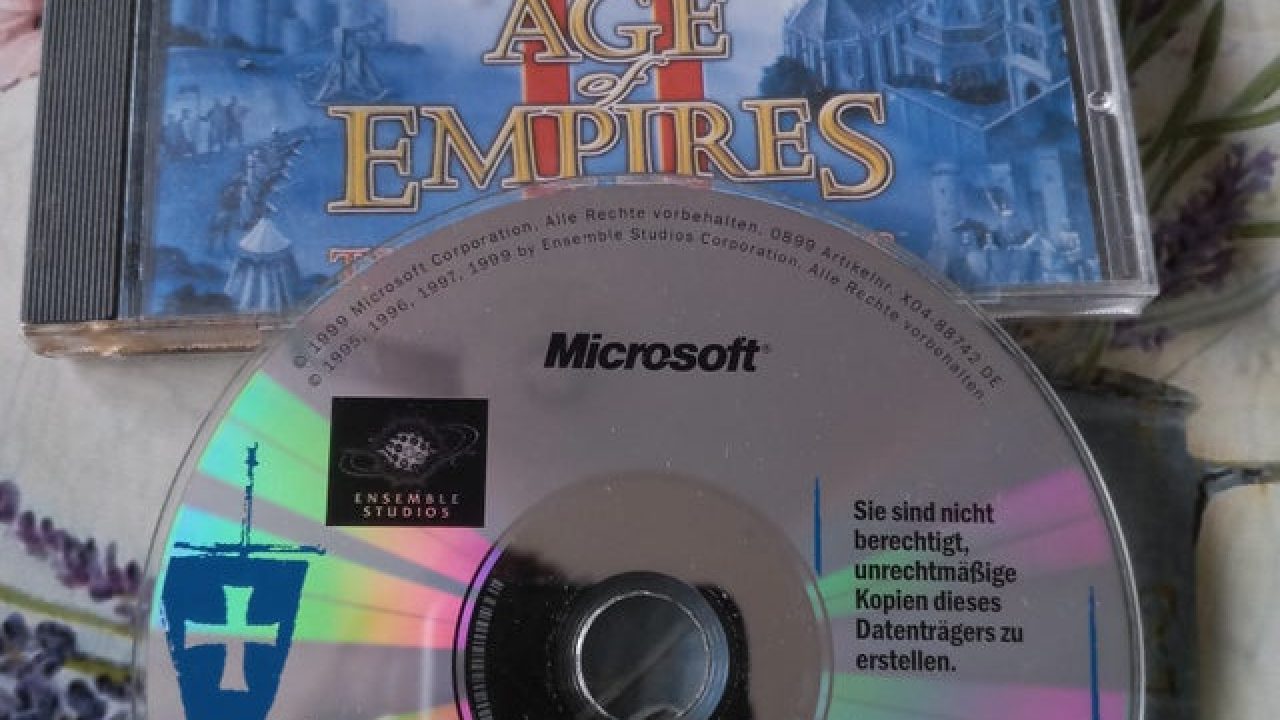 AGE
of
EMPIRES
II
© 1999 Microsoft Corporation. Alle Rechte vorbehalten. 0899 Artikelnr. X04-88742 DE
© 1995, 1996, 1997, 1999 by Ensemble Studios Corporation. Alle Rechte vorbehalten.
Microsoft®
ENSEMBLE
STUDIOS
Sie sind nicht
berechtigt,
unrechtmäßige
Kopien dieses
Datenträgers zu
erstellen.